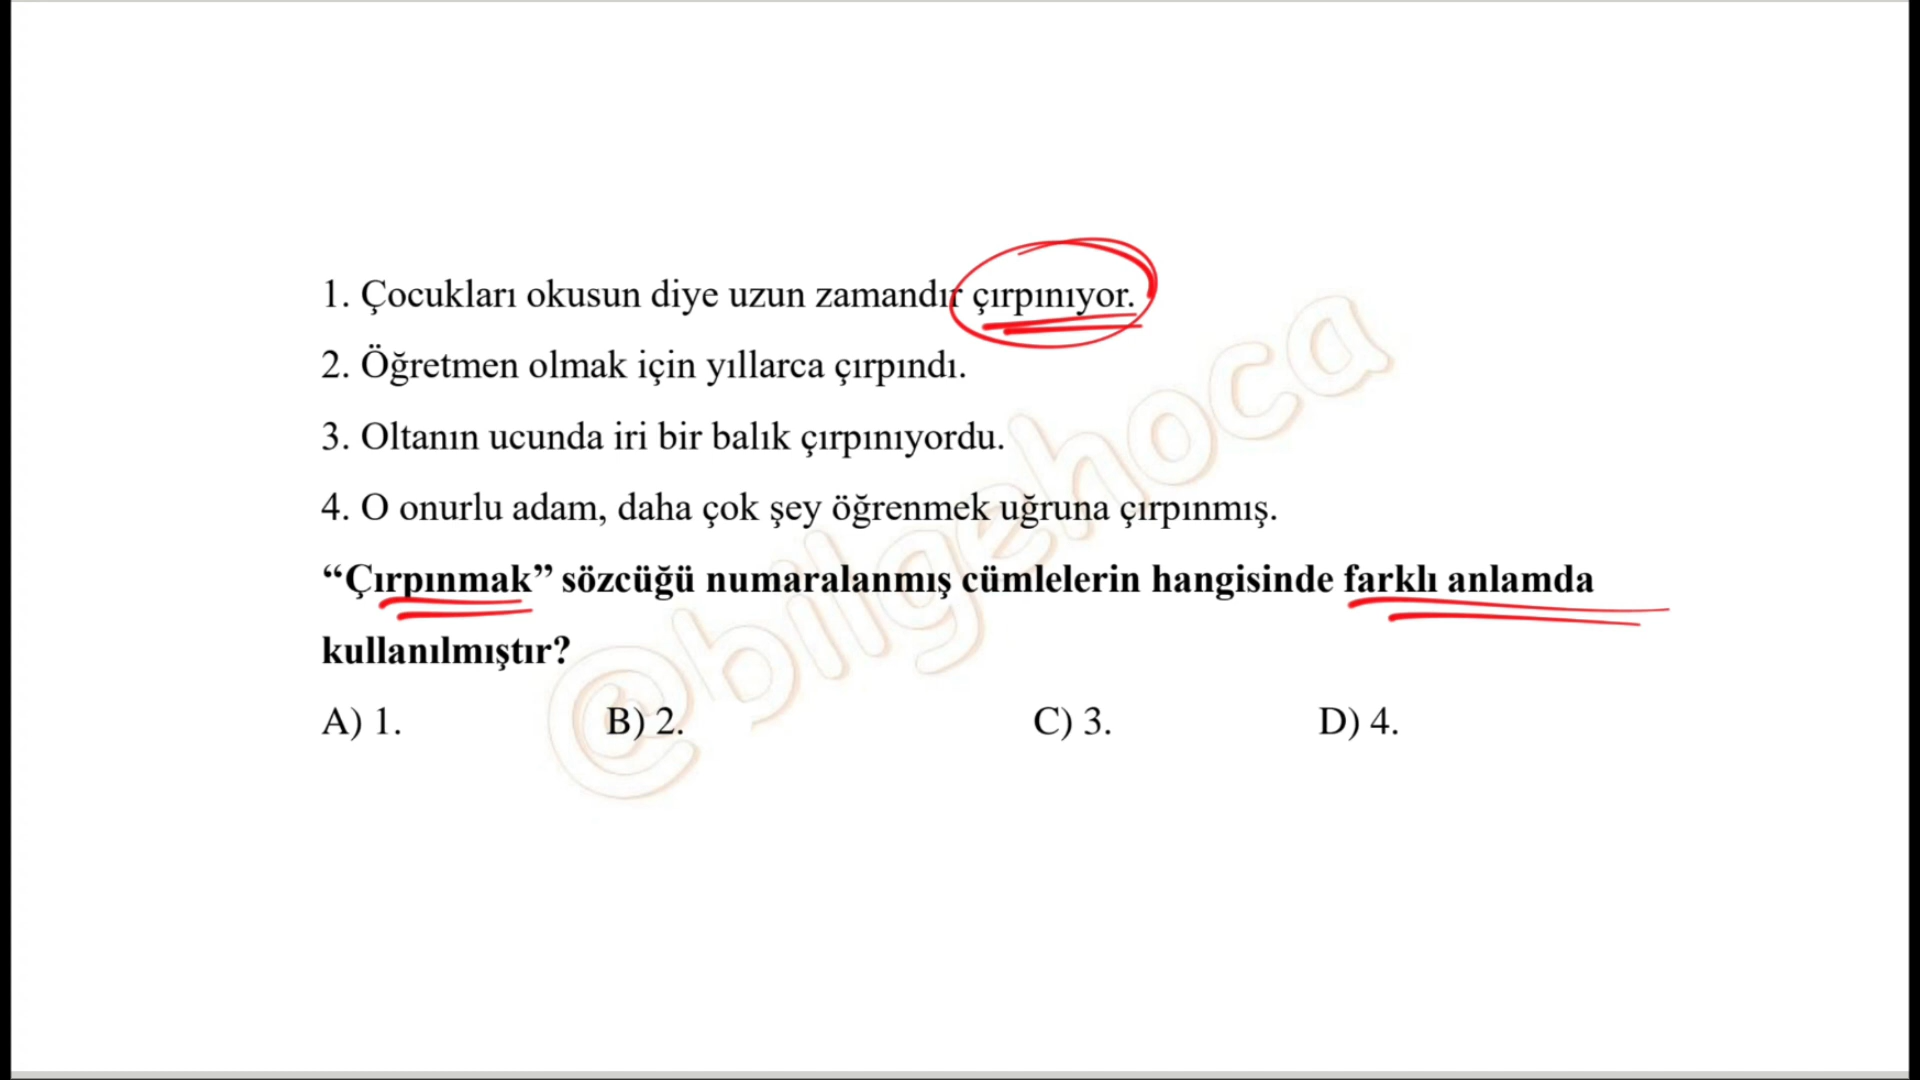 1. Çocukları okusun diye uzun zamandır çırpınıyor.
2. Öğretmen olmak için yıllarca çırpındı.
3. Oltanın ucunda iri bir balık çırpınıyordu.
4. O onurlu adam, daha çok şey öğrenmek uğruna çırpınmış.
“Çırpınmak” sözcüğü numaralanmış cümlelerin hangisinde farklı anlamda
kullanılmıştır?
A) 1. B) 2. C) 3. D) 4.
@bilgehoca